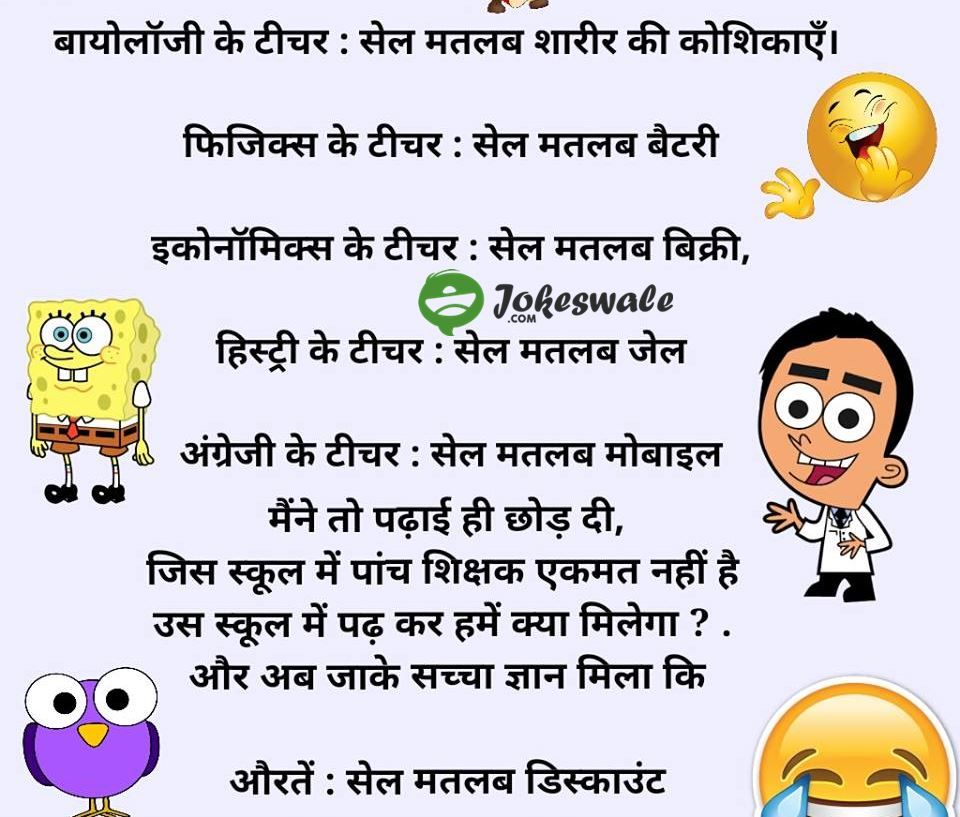 बायोलॉजी के टीचर : सेल मतलब शारीर की कोशिकाएँ।
फिजिक्स के टीचर : सेल मतलब बैटरी
इकोनॉमिक्स के टीचर : सेल मतलब बिक्री,
Jokeswale
.COM
हिस्ट्री के टीचर : सेल मतलब जेल
अंग्रेजी के टीचर : सेल मतलब मोबाइल
मैंने तो पढ़ाई ही छोड़ दी,
जिस स्कूल में पांच शिक्षक एकमत नहीं है
उस स्कूल में पढ़ कर हमें क्या मिलेगा ? .
और अब जाके सच्चा ज्ञान मिला कि
औरतें : सेल मतलब डिस्काउंट